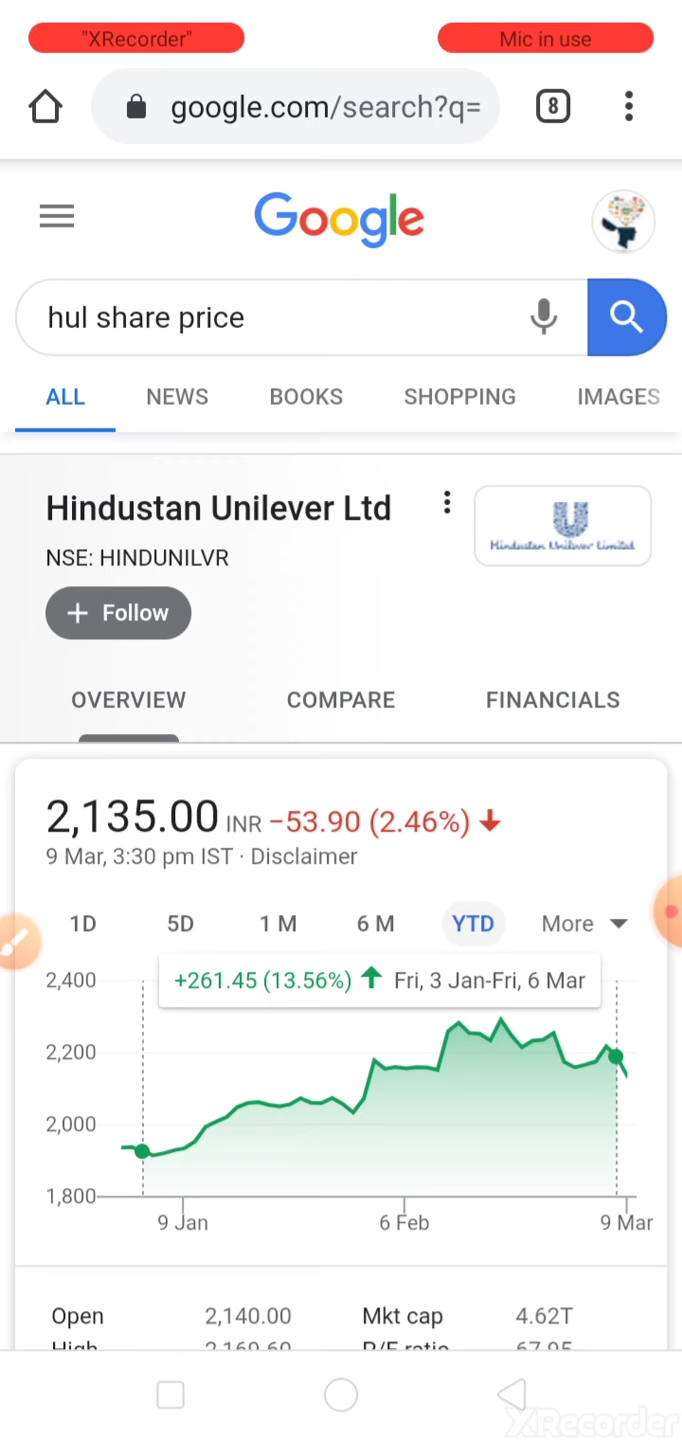 "XRecorder" Mic in use
google.com/search?q= 8
Google
hul share price
ALL NEWS BOOKS SHOPPING IMAGES
Hindustan Unilever Ltd
Hindustan Unilever Limited
NSE: HINDUNILVR
+ Follow
OVERVIEW COMPARE FINANCIALS
2,135.00 INR −53.90 (2.46%)
9 Mar, 3:30 pm IST · Disclaimer
1D 5D 1 M 6 M YTD More
+261.45 (13.56%) Fri, 3 Jan-Fri, 6 Mar
2,400
2,200
2,000
1,800
9 Jan 6 Feb 9 Mar
Open 2,140.00 Mkt cap 4.62T
XRecorder